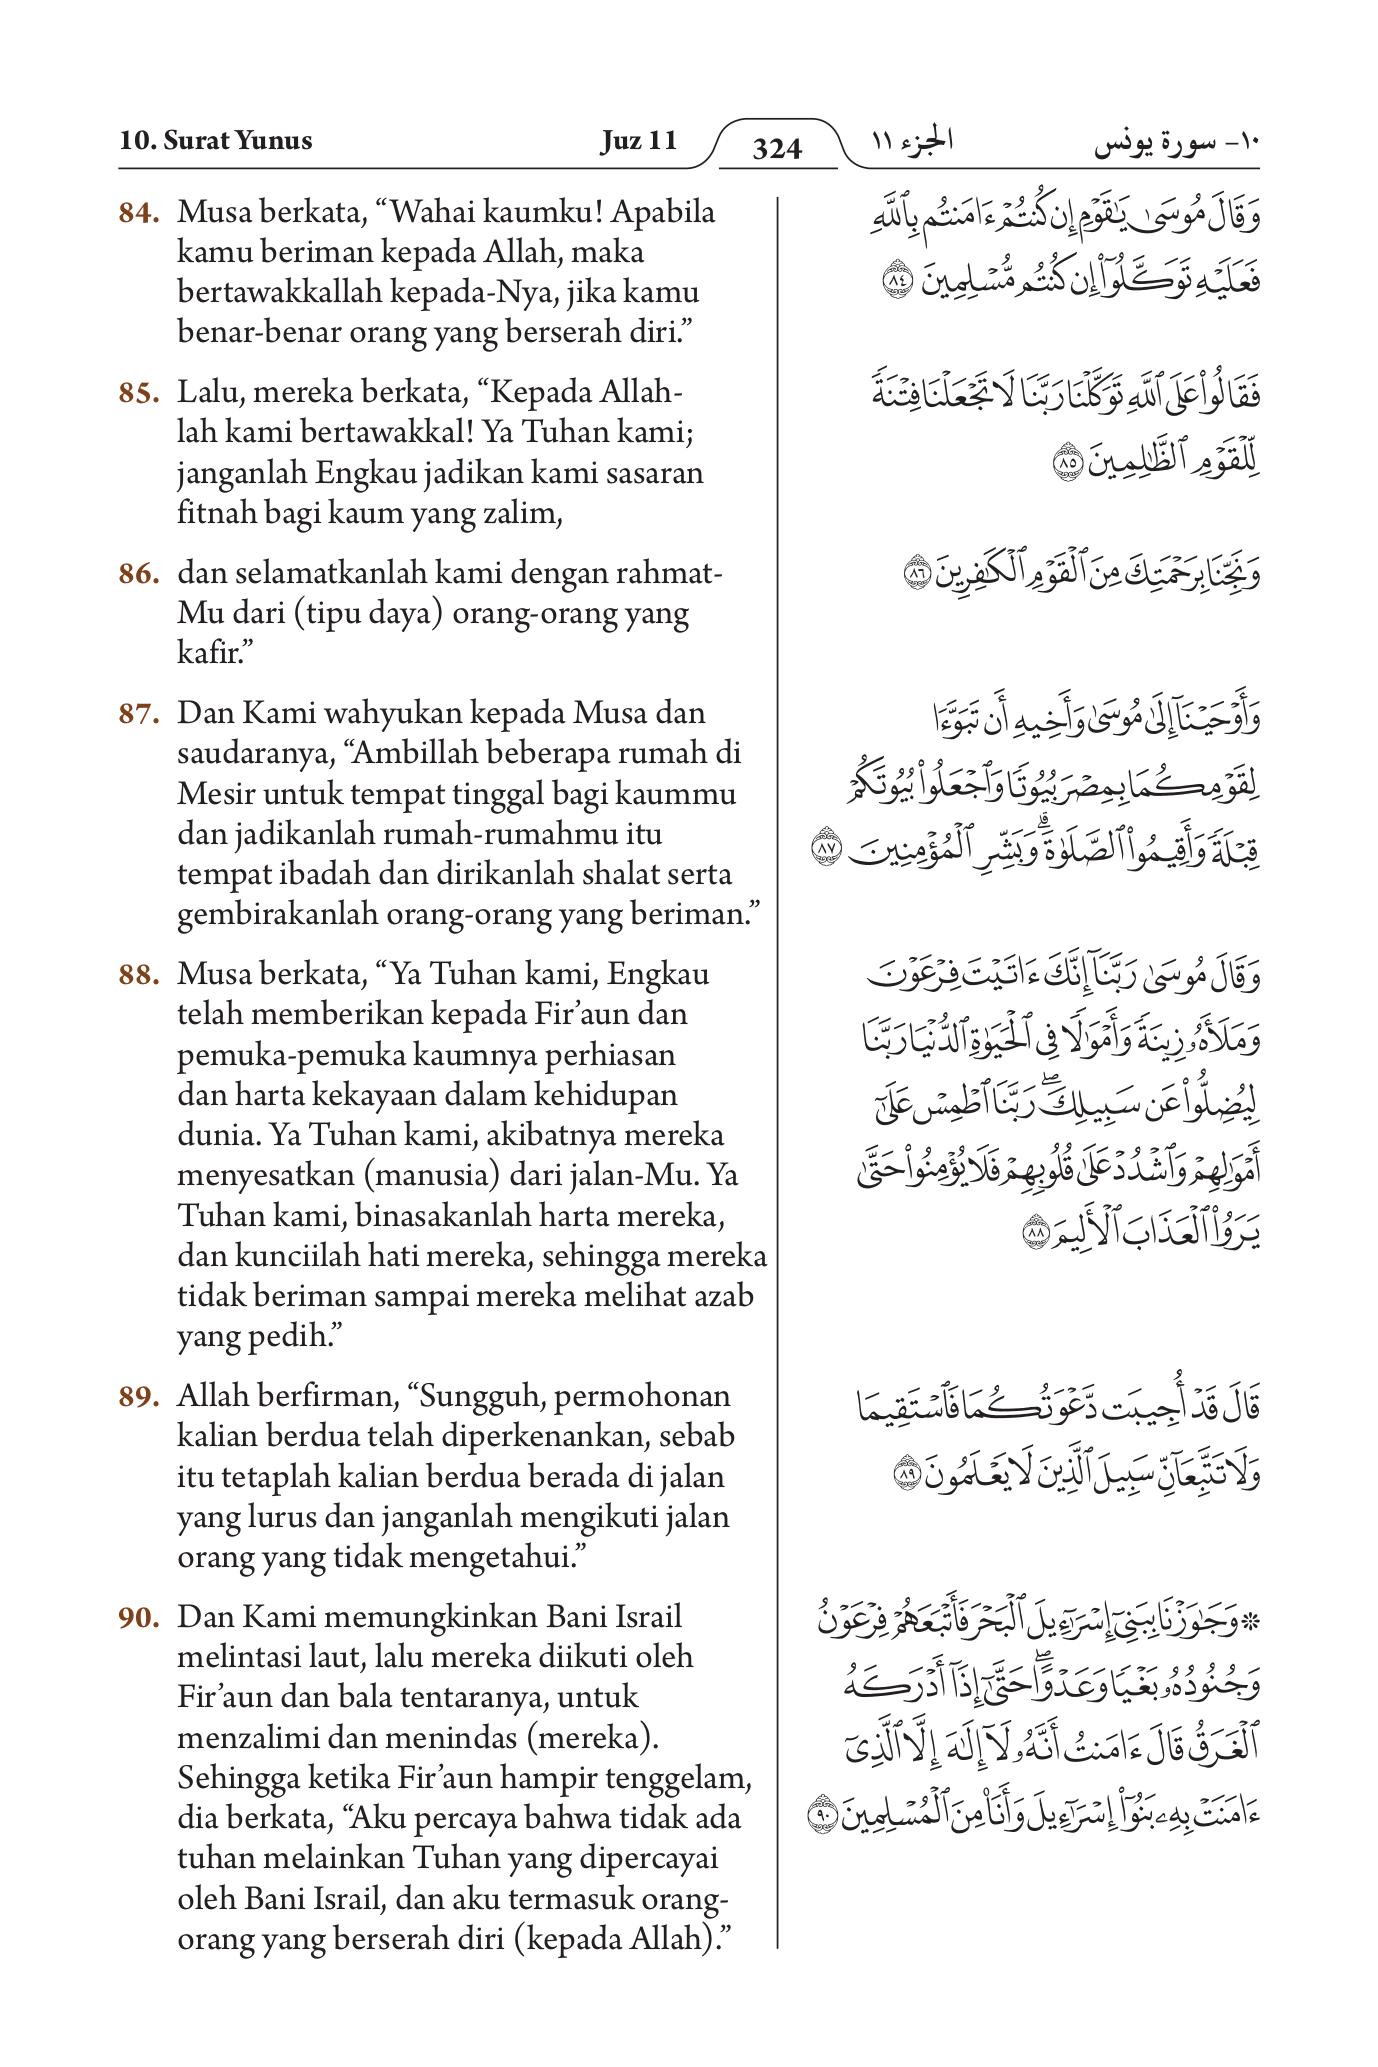 10. Surat Yunus
Juz 11
324
الجزء ١١
١٠- سورة يونس
84. Musa berkata, “Wahai kaumku! Apabila
kamu beriman kepada Allah, maka
bertawakkallah kepada-Nya, jika kamu
benar-benar orang yang berserah diri.”
85. Lalu, mereka berkata, “Kepada Allah-
lah kami bertawakkal! Ya Tuhan kami;
janganlah Engkau jadikan kami sasaran
fitnah bagi kaum yang zalim,
86. dan selamatkanlah kami dengan rahmat-
Mu dari (tipu daya) orang-orang yang
kafir.”
87. Dan Kami wahyukan kepada Musa dan
saudaranya, “Ambillah beberapa rumah di
Mesir untuk tempat tinggal bagi kaummu
dan jadikanlah rumah-rumahmu itu
tempat ibadah dan dirikanlah shalat serta
gembirakanlah orang-orang yang beriman.”
88. Musa berkata, “Ya Tuhan kami, Engkau
telah memberikan kepada Fir’aun dan
pemuka-pemuka kaumnya perhiasan
dan harta kekayaan dalam kehidupan
dunia. Ya Tuhan kami, akibatnya mereka
menyesatkan (manusia) dari jalan-Mu. Ya
Tuhan kami, binasakanlah harta mereka,
dan kunciilah hati mereka, sehingga mereka
tidak beriman sampai mereka melihat azab
yang pedih.”
89. Allah berfirman, “Sungguh, permohonan
kalian berdua telah diperkenankan, sebab
itu tetaplah kalian berdua berada di jalan
yang lurus dan janganlah mengikuti jalan
orang yang tidak mengetahui.”
90. Dan Kami memungkinkan Bani Israil
melintasi laut, lalu mereka diikuti oleh
Fir’aun dan bala tentaranya, untuk
menzalimi dan menindas (mereka).
Sehingga ketika Fir’aun hampir tenggelam,
dia berkata, “Aku percaya bahwa tidak ada
tuhan melainkan Tuhan yang dipercayai
oleh Bani Israil, dan aku termasuk orang-
orang yang berserah diri (kepada Allah).”
وَقَالَ مُوسَىٰ يَٰقَوۡمِ إِن كُنتُمۡ ءَامَنتُم بِٱللَّهِ
فَعَلَيۡهِ تَوَكَّلُوٓاْ إِن كُنتُم مُّسۡلِمِينَ ٨٤
فَقَالُواْ عَلَى ٱللَّهِ تَوَكَّلۡنَا رَبَّنَا لَا تَجۡعَلۡنَا فِتۡنَةٗ
لِّلۡقَوۡمِ ٱلظَّٰلِمِينَ ٨٥
وَنَجِّنَا بِرَحۡمَتِكَ مِنَ ٱلۡقَوۡمِ ٱلۡكَٰفِرِينَ ٨٦
وَأَوۡحَيۡنَآ إِلَىٰ مُوسَىٰ وَأَخِيهِ أَن تَبَوَّءَا
لِقَوۡمِكُمَا بِمِصۡرَ بُيُوتٗا وَٱجۡعَلُواْ بُيُوتَكُمۡ
قِبۡلَةٗ وَأَقِيمُواْ ٱلصَّلَوٰةَۗ وَبَشِّرِ ٱلۡمُؤۡمِنِينَ ٨٧
وَقَالَ مُوسَىٰ رَبَّنَآ إِنَّكَ ءَاتَيۡتَ فِرۡعَوۡنَ
وَمَلَأَهُۥ زِينَةٗ وَأَمۡوَٰلٗا فِي ٱلۡحَيَوٰةِ ٱلدُّنۡيَا رَبَّنَا
لِيُضِلُّواْ عَن سَبِيلِكَۖ رَبَّنَا ٱطۡمِسۡ عَلَىٰٓ
أَمۡوَٰلِهِمۡ وَٱشۡدُدۡ عَلَىٰ قُلُوبِهِمۡ فَلَا يُؤۡمِنُواْ حَتَّىٰ
يَرَوُاْ ٱلۡعَذَابَ ٱلۡأَلِيمَ ٨٨
قَالَ قَدۡ أُجِيبَت دَّعۡوَتُكُمَا فَٱسۡتَقِيمَا
وَلَا تَتَّبِعَآنِّ سَبِيلَ ٱلَّذِينَ لَا يَعۡلَمُونَ ٨٩
۞ وَجَٰوَزۡنَا بِبَنِيٓ إِسۡرَٰٓءِيلَ ٱلۡبَحۡرَ فَأَتۡبَعَهُمۡ فِرۡعَوۡنُ
وَجُنُودُهُۥ بَغۡيٗا وَعَدۡوًاۖ حَتَّىٰٓ إِذَآ أَدۡرَكَهُ
ٱلۡغَرَقُ قَالَ ءَامَنتُ أَنَّهُۥ لَآ إِلَٰهَ إِلَّا ٱلَّذِيٓ
ءَامَنَتۡ بِهِۦ بَنُوٓاْ إِسۡرَٰٓءِيلَ وَأَنَا۠ مِنَ ٱلۡمُسۡلِمِينَ ٩٠